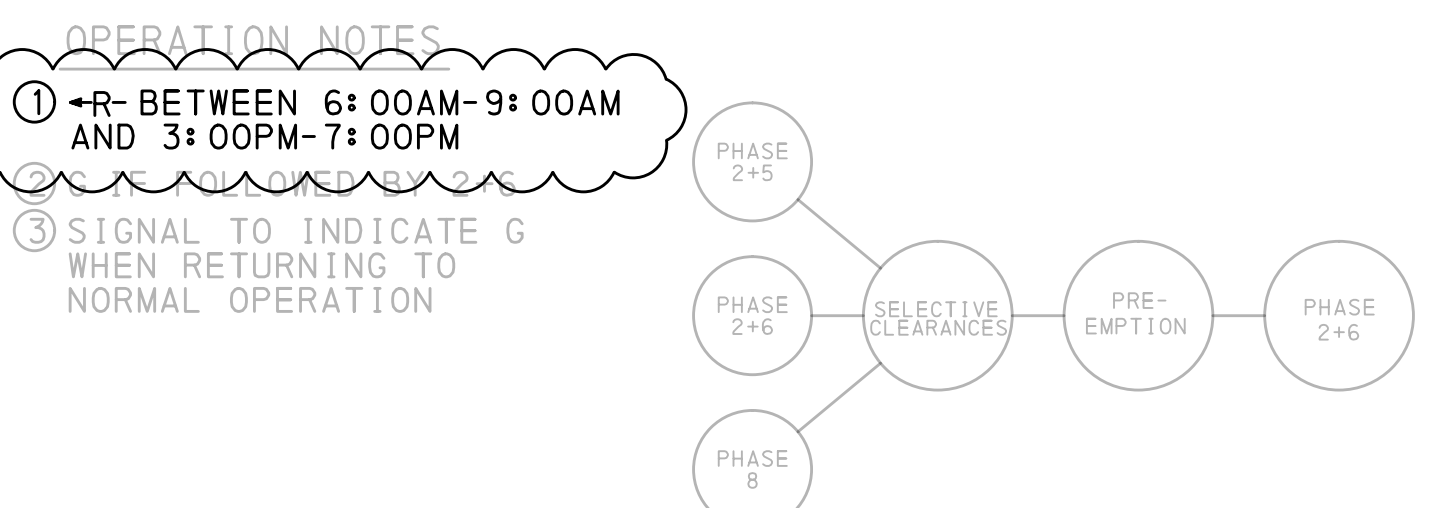 OPERATION NOTES
1 ←R- BETWEEN 6:00AM-9:00AM
AND 3:00PM-7:00PM
2 G IF FOLLOWED BY 2+6
3 SIGNAL TO INDICATE G
WHEN RETURNING TO
NORMAL OPERATION
PHASE
2+5
PHASE
2+6
PHASE
8
SELECTIVE
CLEARANCES
PRE-
EMPTION
PHASE
2+6